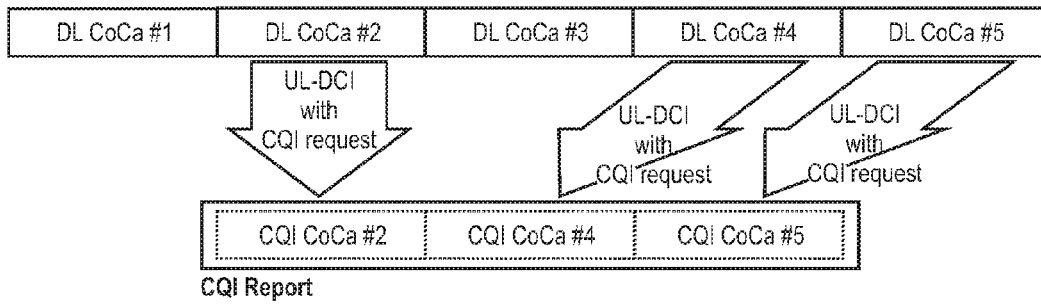 DL CoCa #1 DL CoCa #2 DL CoCa #3 DL CoCa #4 DL CoCa #5
UL-DCI
with
CQI request
UL-DCI
with
CQI request
UL-DCI
with
CQI request
CQI CoCa #2 CQI CoCa #4 CQI CoCa #5
CQI Report